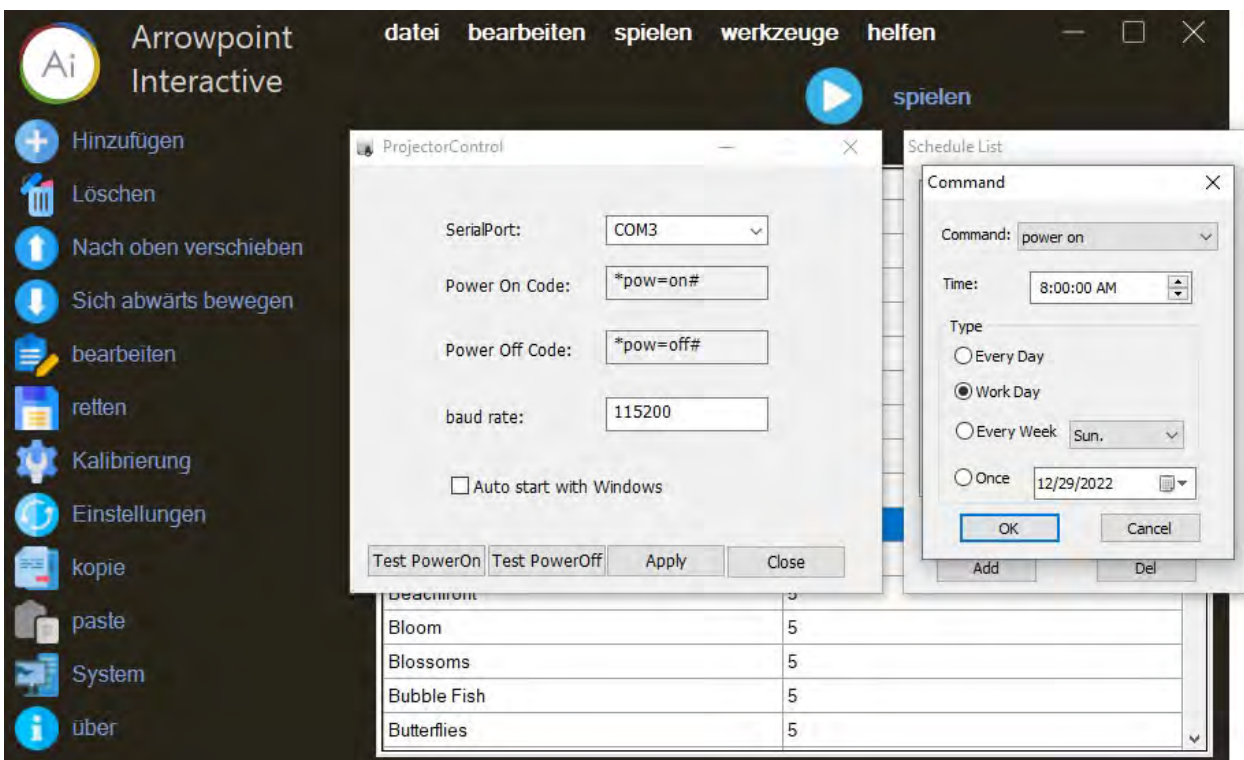 Ai
Arrowpoint
Interactive
datei bearbeiten spielen werkzeuge helfen
spielen
Hinzufügen
Löschen
Nach oben verschieben
Sich abwärts bewegen
bearbeiten
retten
Kalibrierung
Einstellungen
kopie
paste
System
über
ProjectorControl
SerialPort: COM3
Power On Code: *pow=on#
Power Off Code: *pow=off#
baud rate: 115200
Auto start with Windows
Test PowerOn Test PowerOff Apply Close
Schedule List
Command
Command: power on
Time: 8:00:00 AM
Type
Every Day
Work Day
Every Week Sun.
Once 12/29/2022
OK Cancel
Add Del
Beachfront 5
Bloom 5
Blossoms 5
Bubble Fish 5
Butterflies 5